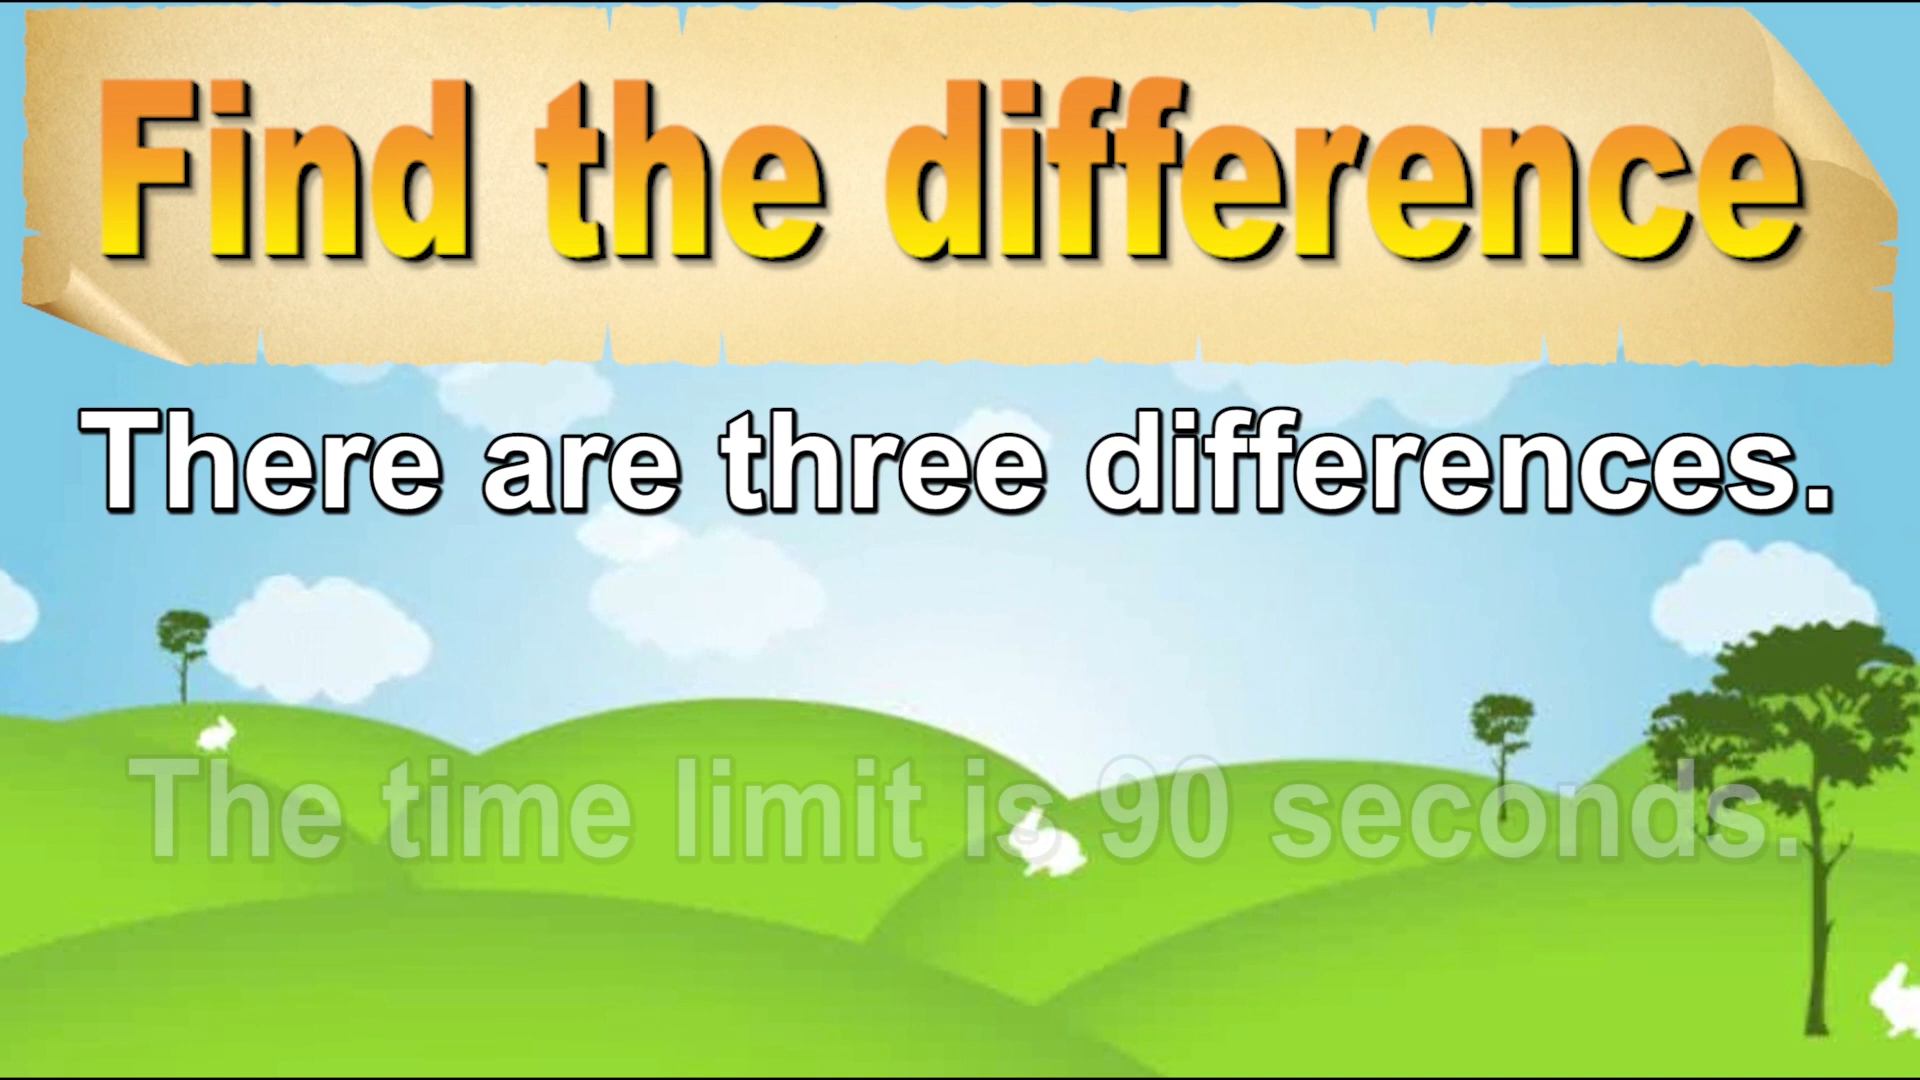 Find the difference
There are three differences.
The time limit is 90 seconds.